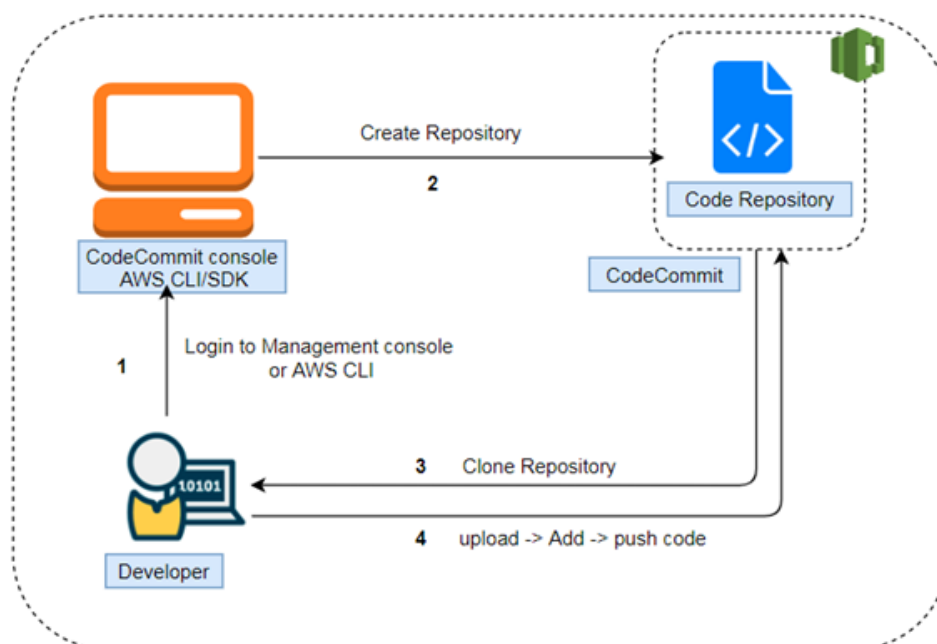 Create Repository
2
</>
Code Repository
CodeCommit console
AWS CLI/SDK
CodeCommit
1
Login to Management console
or AWS CLI
10101
3 Clone Repository
4 upload -> Add -> push code
Developer